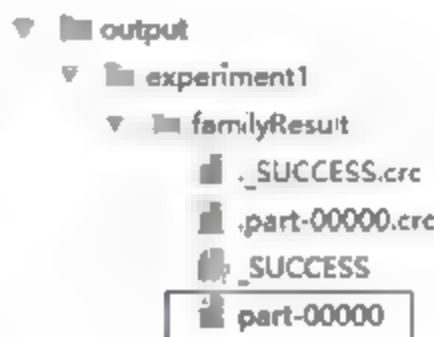 output
experiment1
familyResult
._SUCCESS.crc
.part-00000.crc
_SUCCESS
part-00000